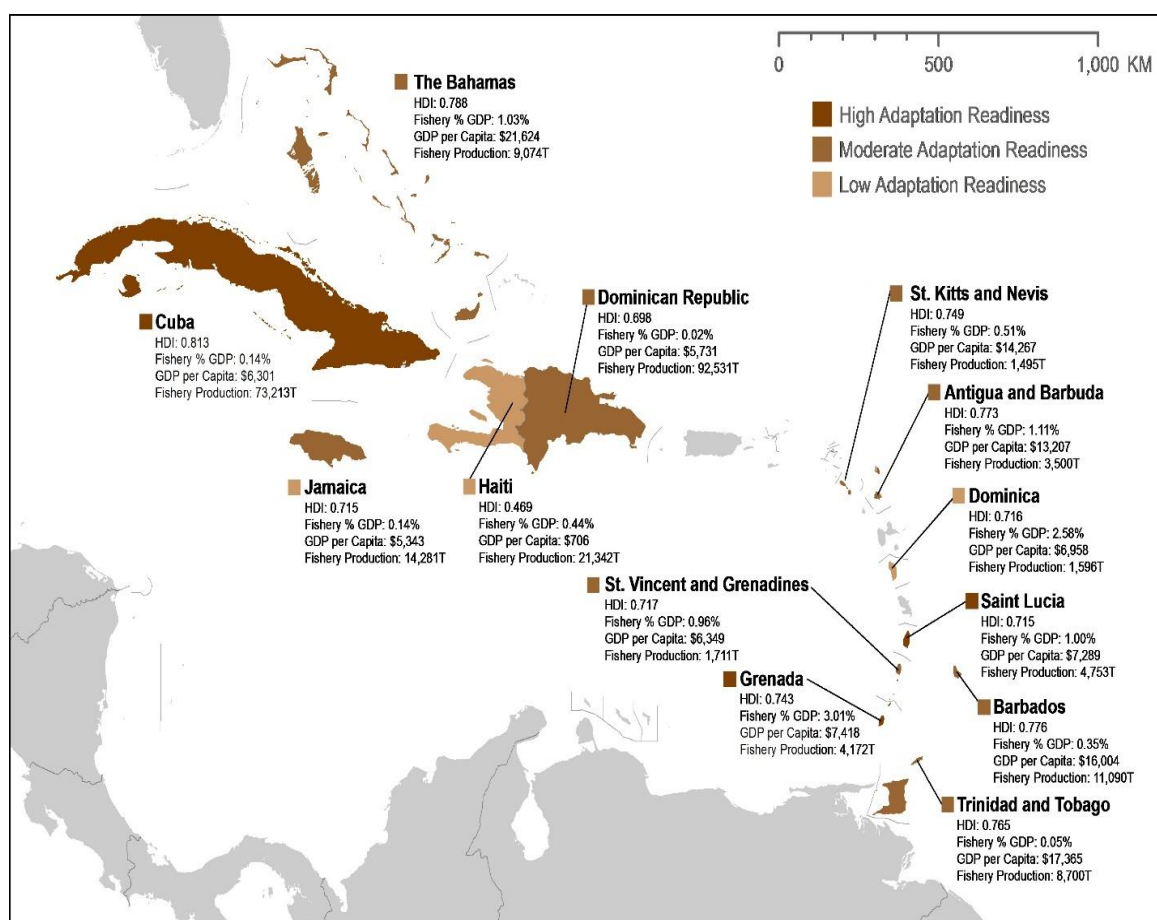 0 500 1,000 KM
High Adaptation Readiness
Moderate Adaptation Readiness
Low Adaptation Readiness
The Bahamas
HDI: 0.788
Fishery % GDP: 1.03%
GDP per Capita: $21,624
Fishery Production: 9,074T
Cuba
HDI: 0.813
Fishery % GDP: 0.14%
GDP per Capita: $6,301
Fishery Production: 73,213T
Dominican Republic
HDI: 0.698
Fishery % GDP: 0.02%
GDP per Capita: $5,731
Fishery Production: 92,531T
St. Kitts and Nevis
HDI: 0.749
Fishery % GDP: 0.51%
GDP per Capita: $14,267
Fishery Production: 1,495T
Antigua and Barbuda
HDI: 0.773
Fishery % GDP: 1.11%
GDP per Capita: $13,207
Fishery Production: 3,500T
Jamaica
HDI: 0.715
Fishery % GDP: 0.14%
GDP per Capita: $5,343
Fishery Production: 14,281T
Haiti
HDI: 0.469
Fishery % GDP: 0.44%
GDP per Capita: $706
Fishery Production: 21,342T
Dominica
HDI: 0.716
Fishery % GDP: 2.58%
GDP per Capita: $6,958
Fishery Production: 1,596T
St. Vincent and Grenadines
HDI: 0.717
Fishery % GDP: 0.96%
GDP per Capita: $6,349
Fishery Production: 1,711T
Saint Lucia
HDI: 0.715
Fishery % GDP: 1.00%
GDP per Capita: $7,289
Fishery Production: 4,753T
Grenada
HDI: 0.743
Fishery % GDP: 3.01%
GDP per Capita: $7,418
Fishery Production: 4,172T
Barbados
HDI: 0.776
Fishery % GDP: 0.35%
GDP per Capita: $16,004
Fishery Production: 11,090T
Trinidad and Tobago
HDI: 0.765
Fishery % GDP: 0.05%
GDP per Capita: $17,365
Fishery Production: 8,700T